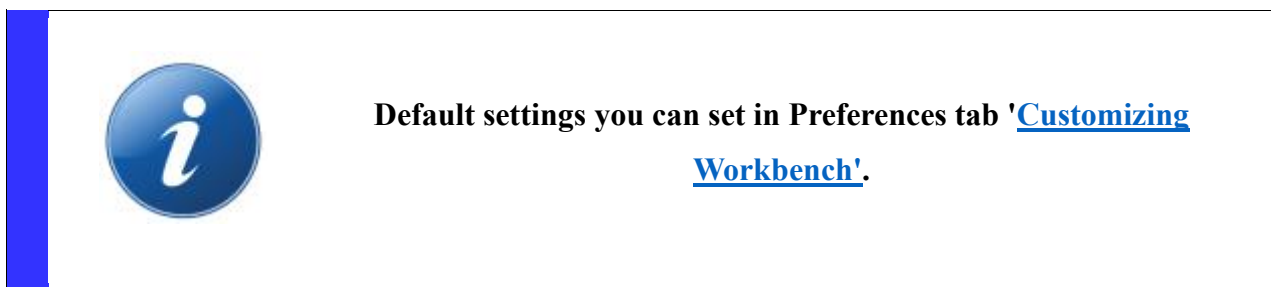 Default settings you can set in Preferences tab 'Customizing
Workbench'.